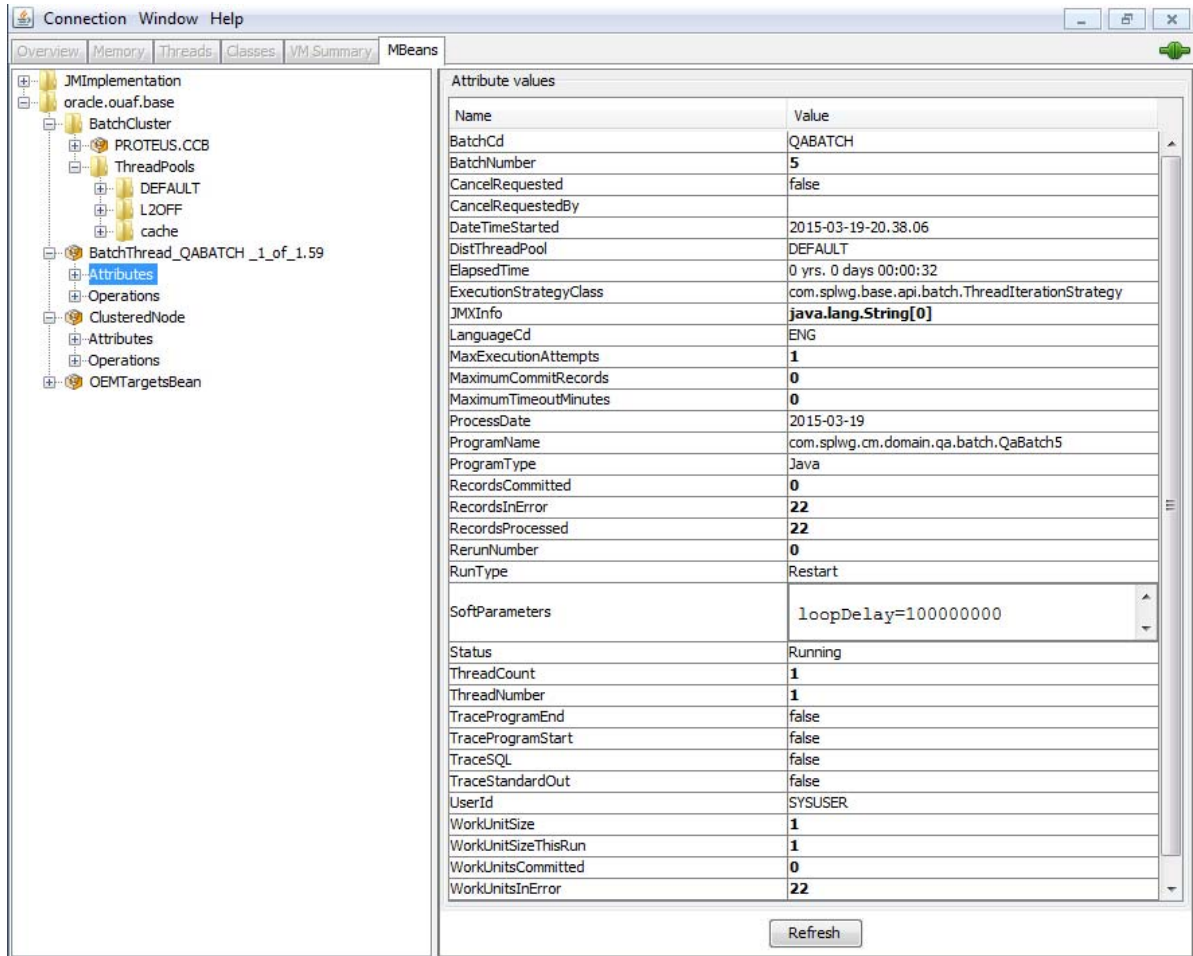 Connection Window Help
Overview Memory Threads Classes VM Summary MBeans
JMImplementation
oracle.ouaf.base
BatchCluster
PROTEUS.CCB
ThreadPools
DEFAULT
L2OFF
cache
BatchThread_QABATCH _1_of_1.59
Attributes
Operations
ClusteredNode
Attributes
Operations
OEMTargetsBean
Attribute values
Name Value
BatchCd QABATCH
BatchNumber 5
CancelRequested false
CancelRequestedBy
DateTimeStarted 2015-03-19-20.38.06
DistThreadPool DEFAULT
ElapsedTime 0 yrs. 0 days 00:00:32
ExecutionStrategyClass com.splwg.base.api.batch.ThreadIterationStrategy
JMXInfo java.lang.String[0]
LanguageCd ENG
MaxExecutionAttempts 1
MaximumCommitRecords 0
MaximumTimeoutMinutes 0
ProcessDate 2015-03-19
ProgramName com.splwg.cm.domain.qa.batch.QaBatch5
ProgramType Java
RecordsCommitted 0
RecordsInError 22
RecordsProcessed 22
RerunNumber 0
RunType Restart
SoftParameters loopDelay=100000000
Status Running
ThreadCount 1
ThreadNumber 1
TraceProgramEnd false
TraceProgramStart false
TraceSQL false
TraceStandardOut false
UserId SYSUSER
WorkUnitSize 1
WorkUnitSizeThisRun 1
WorkUnitsCommitted 0
WorkUnitsInError 22
Refresh